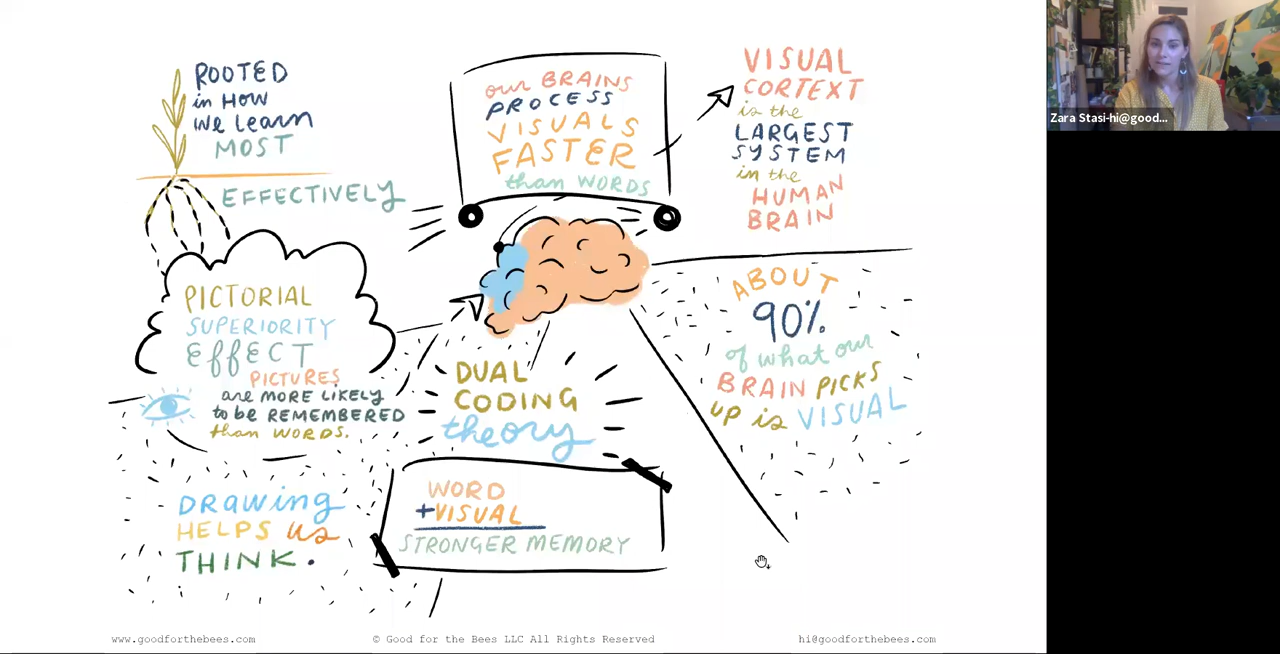 ROOTED
in HOW
We LeaRn
MOST
EFFECTIVELY
our BRAINS
PROCESS
VISUALS
FASTER
than WORDS
VISUAL
CORTEXT
is the
LARGEST
SYSTEM
in the
HUMAN
BRAIN
PICTORIAL
SUPERIORITY
effECT
PICTURES
aRe MORE LIKELY
to be REMEMBERED
than WORDS.
DUAL
CODING
theory
ABOUT
90%
of what our
BRAIN PICKS
up is VISUAL
DRawing
HELPS us
THINK.
WORD
+VISUAL
STRONGER MEMORY
www.goodforthebees.com
© Good for the Bees LLC All Rights Reserved
hi@goodforthebees.com
Zara Stasi-hi@good...